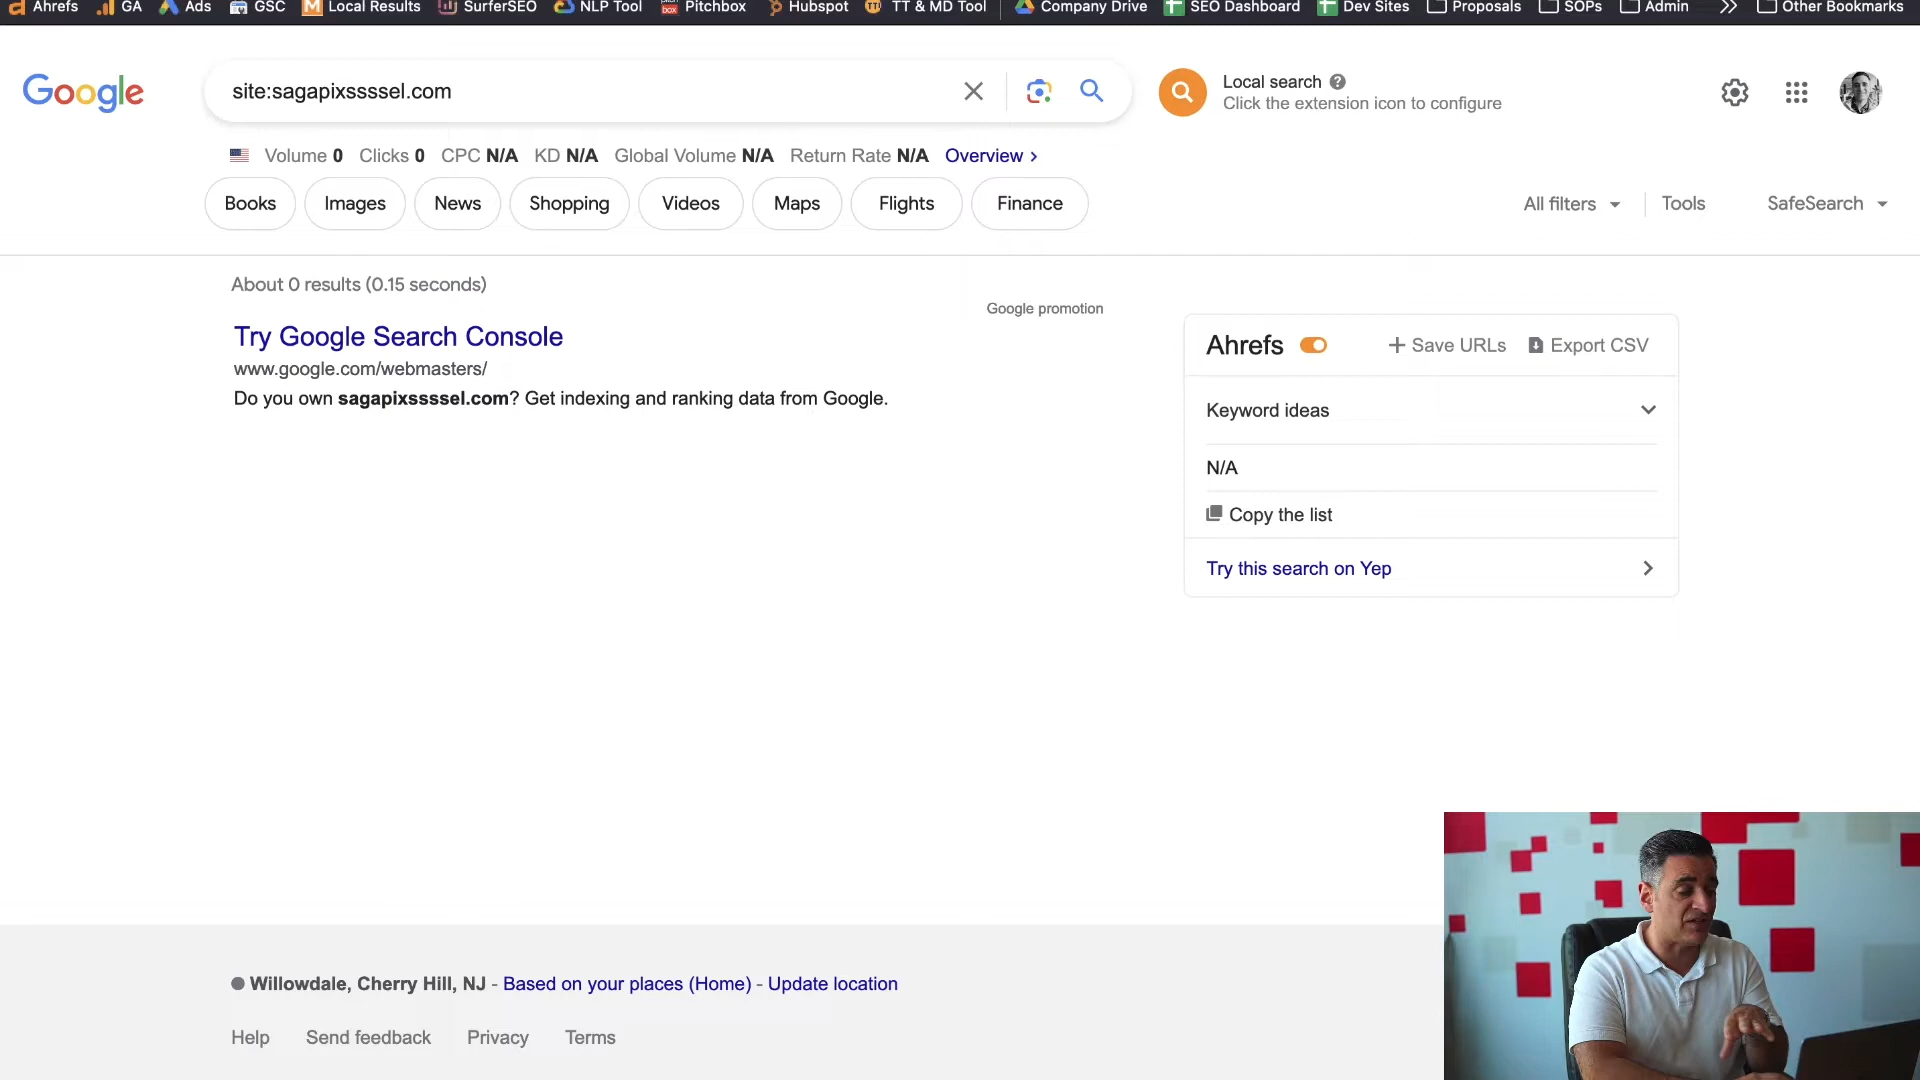 Ahrefs GA Ads GSC Local Results SurferSEO NLP Tool Pitchbox Hubspot TT & MD Tool Company Drive SEO Dashboard Dev Sites Proposals SOPs Admin Other Bookmarks
Google
site:sagapixssssel.com
Local search
Click the extension icon to configure
Volume 0 Clicks 0 CPC N/A KD N/A Global Volume N/A Return Rate N/A Overview
Books Images News Shopping Videos Maps Flights Finance
All filters Tools SafeSearch
About 0 results (0.15 seconds)
Google promotion
Try Google Search Console
www.google.com/webmasters/
Do you own sagapixssssel.com? Get indexing and ranking data from Google.
Ahrefs + Save URLs Export CSV
Keyword ideas
N/A
Copy the list
Try this search on Yep
Willowdale, Cherry Hill, NJ - Based on your places (Home) - Update location
Help Send feedback Privacy Terms